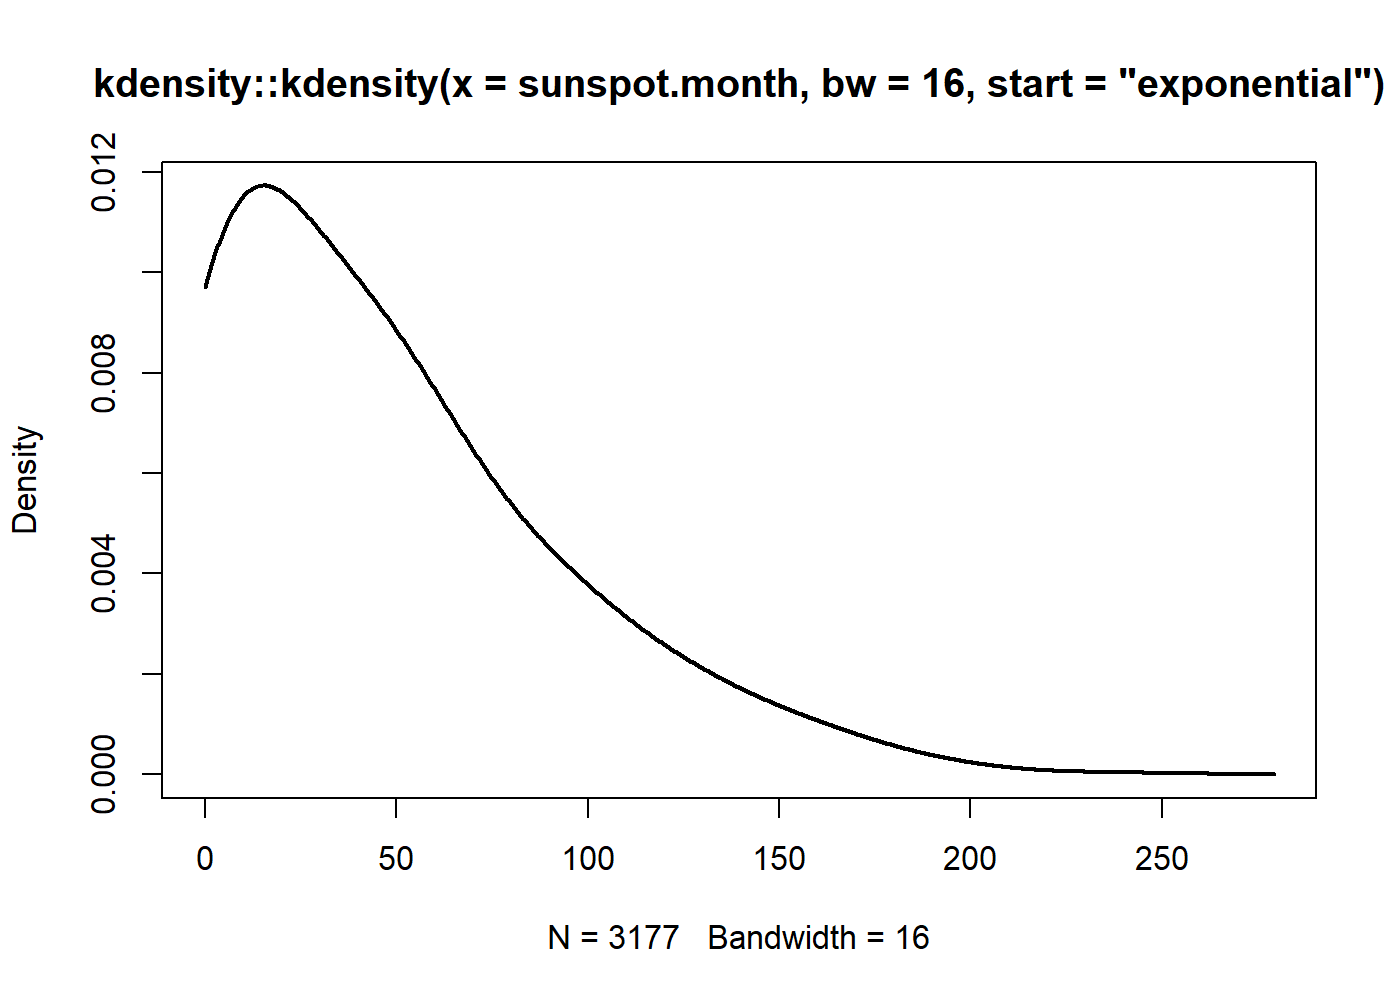 kdensity::kdensity(x = sunspot.month, bw = 16, start = "exponential")
0.012
0.008
0.004
0.000
Density
0 50 100 150 200 250
N = 3177 Bandwidth = 16